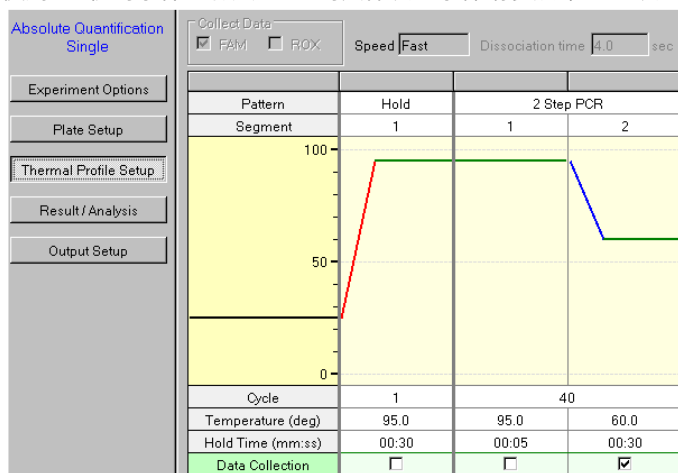 Absolute Quantification
Single
Collect Data
FAM ROX
Speed Fast
Dissociation time 4.0 sec
Experiment Options
Plate Setup
Thermal Profile Setup
Result / Analysis
Output Setup
Pattern Hold 2 Step PCR
Segment 1 1 2
100
50
0
Cycle 1 40
Temperature (deg) 95.0 95.0 60.0
Hold Time (mm:ss) 00:30 00:05 00:30
Data Collection